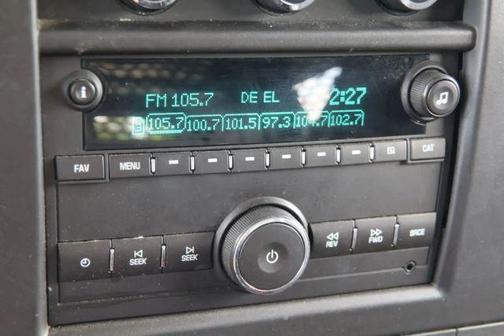 FM 105.7 DE EL 2:27
105.7 100.7 101.5 97.3 104.7 102.7
FAV MENU EQ CAT
SEEK SEEK REV FWD SRCE